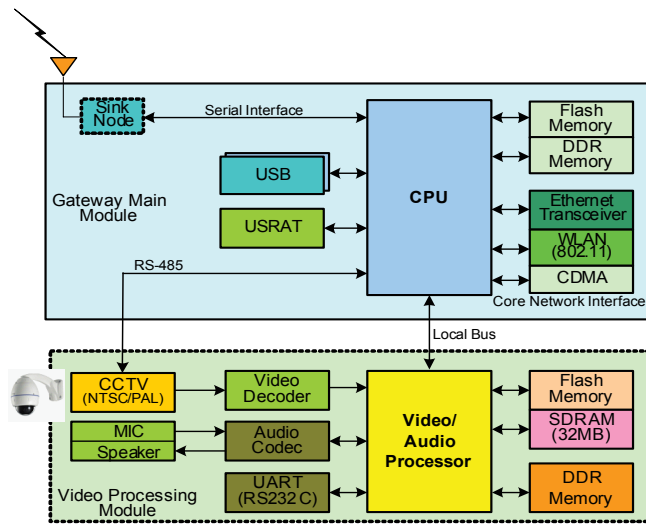 Sink
Node
Serial Interface
Flash
Memory
DDR
Memory
USB
CPU
Gateway Main
Module
USRAT
Ethernet
Transceiver
WLAN
(802.11)
CDMA
RS-485
Core Network Interface
Local Bus
CCTV
(NTSC/PAL)
Video
Decoder
Flash
Memory
MIC
Speaker
Audio
Codec
Video/
Audio
Processor
SDRAM
(32MB)
UART
(RS232 C)
DDR
Memory
Video Processing
Module